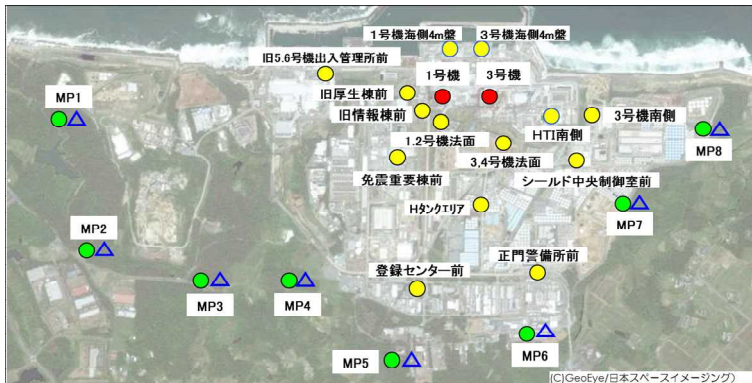 1号機海側4m盤
3号機海側4m盤
旧5.6号機出入管理所前
1号機
3号機
旧厚生棟前
MP1
旧情報棟前
3号機南側
HTI南側
1.2号機法面
MP8
3,4号機法面
免震重要棟前
シールド中央制御室前
Hタンクエリア
MP2
MP7
正門警備所前
登録センター前
MP3
MP4
MP6
MP5
(C)GeoEye/日本スペースイメージング)